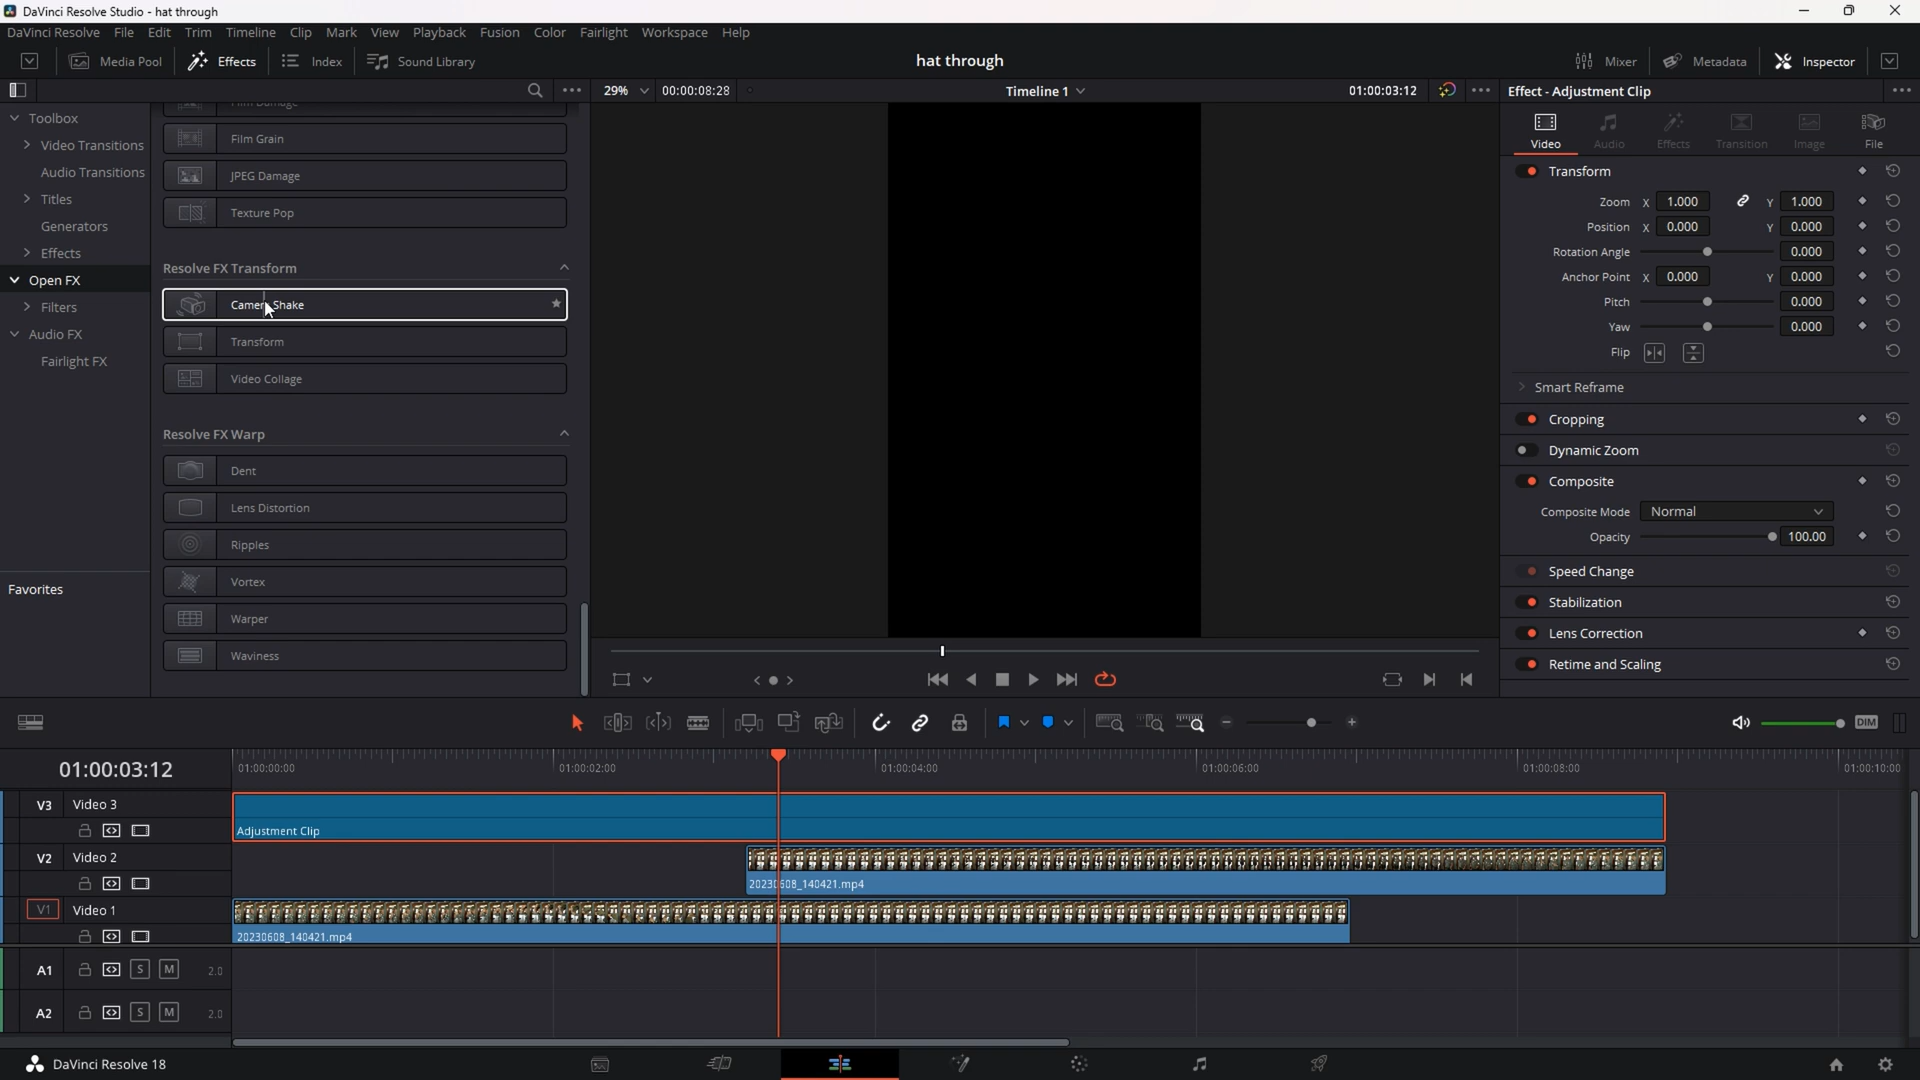 DaVinci Resolve Studio - hat through
DaVinci Resolve File Edit Trim Timeline Clip Mark View Playback Fusion Color Fairlight Workspace Help
Media Pool Effects Index Sound Library hat through Mixer Metadata Inspector
29% 00:00:08:28 Timeline 1 01:00:03:12 Effect - Adjustment Clip
Toolbox
Video Transitions
Audio Transitions
Titles
Generators
Effects
Open FX
Filters
Audio FX
Fairlight FX
Favorites
Film Damage
Film Grain
JPEG Damage
Texture Pop
Resolve FX Transform
Camera Shake
Transform
Video Collage
Resolve FX Warp
Dent
Lens Distortion
Ripples
Vortex
Warper
Waviness
Video Audio Effects Transition Image File
Transform
Zoom X 1.000 Y 1.000
Position X 0.000 Y 0.000
Rotation Angle 0.000
Anchor Point X 0.000 Y 0.000
Pitch 0.000
Yaw 0.000
Flip
Smart Reframe
Cropping
Dynamic Zoom
Composite
Composite Mode Normal
Opacity 100.00
Speed Change
Stabilization
Lens Correction
Retime and Scaling
DIM
01:00:03:12 01:00:00:00 01:00:02:00 01:00:04:00 01:00:06:00 01:00:08:00 01:00:10:00
V3 Video 3
Adjustment Clip
V2 Video 2
20230608_140421.mp4
V1 Video 1
20230608_140421.mp4
A1 S M 2.0
A2 S M 2.0
DaVinci Resolve 18